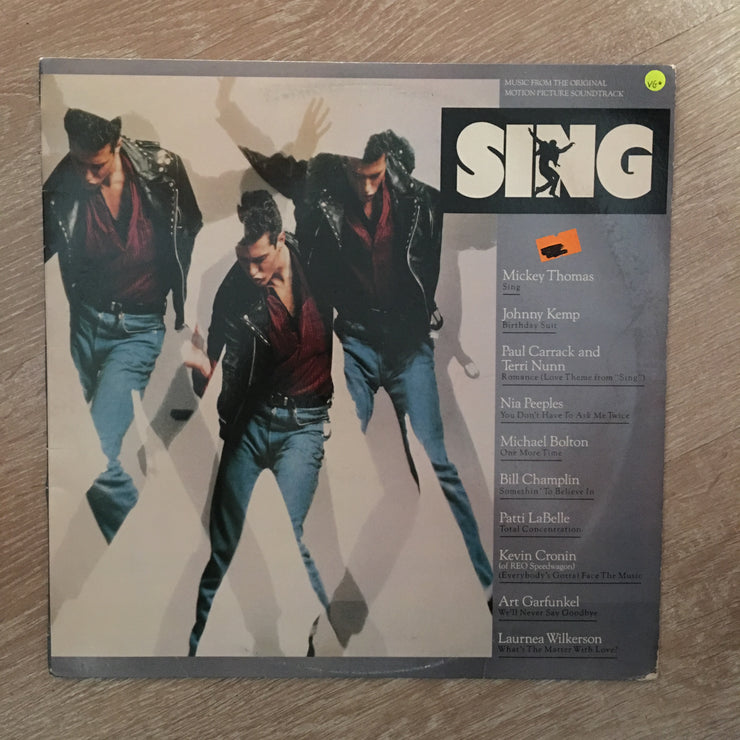 MUSIC FROM THE ORIGINAL
MOTION PICTURE SOUNDTRACK
VG+
SING
Mickey Thomas
Sing
Johnny Kemp
Birthday Suit
Paul Carrack and
Terri Nunn
Romance (Love Theme from "Sing")
Nia Peeples
You Don't Have To Ask Me Twice
Michael Bolton
One More Time
Bill Champlin
Somethin' To Believe In
Patti LaBelle
Total Concentration
Kevin Cronin
(of REO Speedwagon)
(Everybody's Gotta) Face The Music
Art Garfunkel
We'll Never Say Goodbye
Laurnea Wilkerson
What's The Matter With Love?